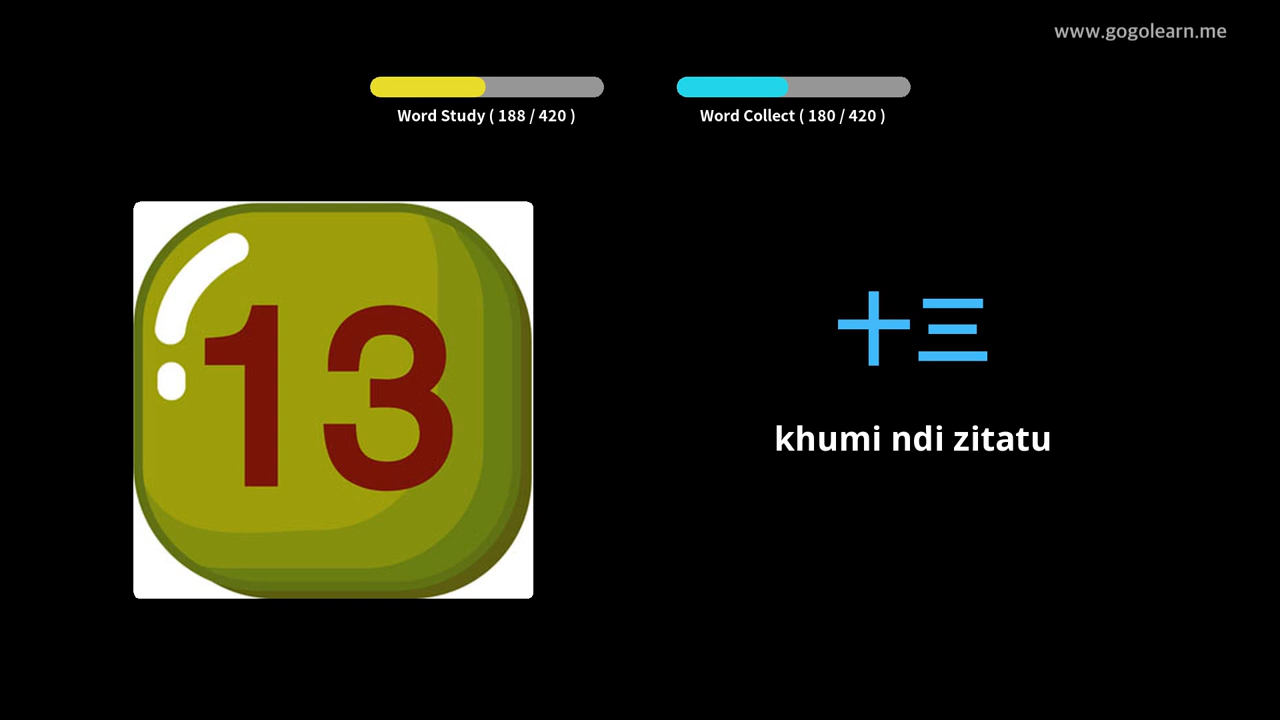 www.gogolearn.me
Word Study ( 188 / 420 )
Word Collect ( 180 / 420 )
13
十三
khumi ndi zitatu